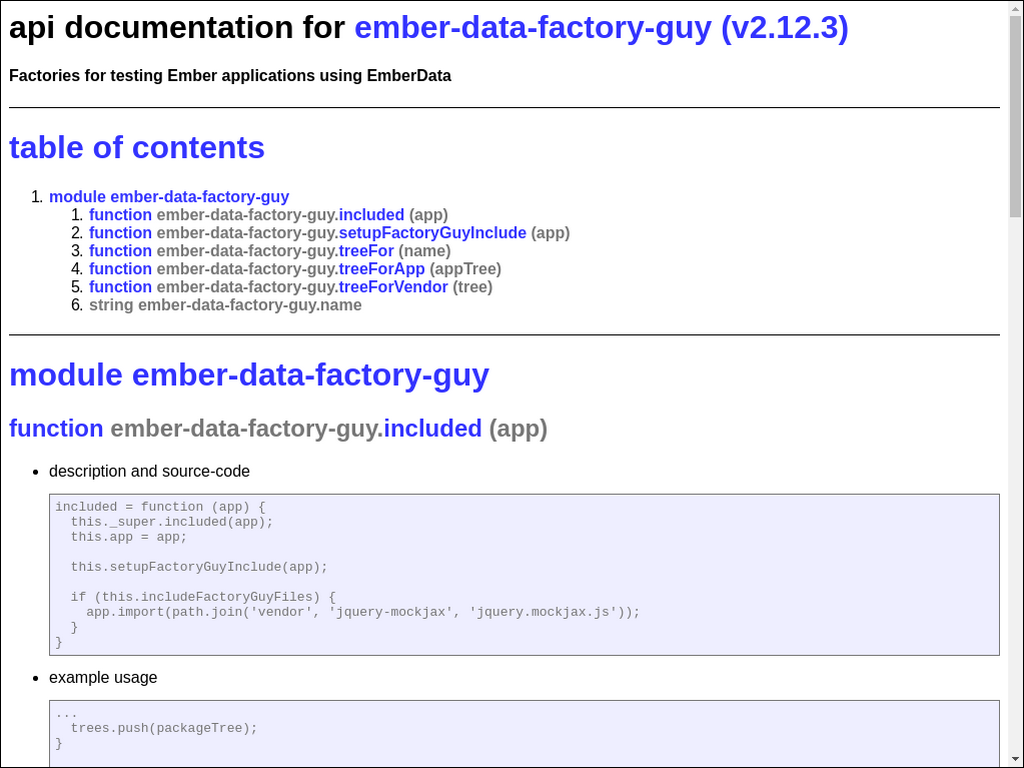 api documentation for ember-data-factory-guy (v2.12.3)
Factories for testing Ember applications using EmberData
table of contents
1. module ember-data-factory-guy
1. function ember-data-factory-guy.included (app)
2. function ember-data-factory-guy.setupFactoryGuyInclude (app)
3. function ember-data-factory-guy.treeFor (name)
4. function ember-data-factory-guy.treeForApp (appTree)
5. function ember-data-factory-guy.treeForVendor (tree)
6. string ember-data-factory-guy.name
module ember-data-factory-guy
function ember-data-factory-guy.included (app)
• description and source-code
included = function (app) {
  this._super.included(app);
  this.app = app;
  this.setupFactoryGuyInclude(app);
  if (this.includeFactoryGuyFiles) {
    app.import(path.join('vendor', 'jquery-mockjax', 'jquery.mockjax.js'));
  }
}
• example usage
...
  trees.push(packageTree);
}